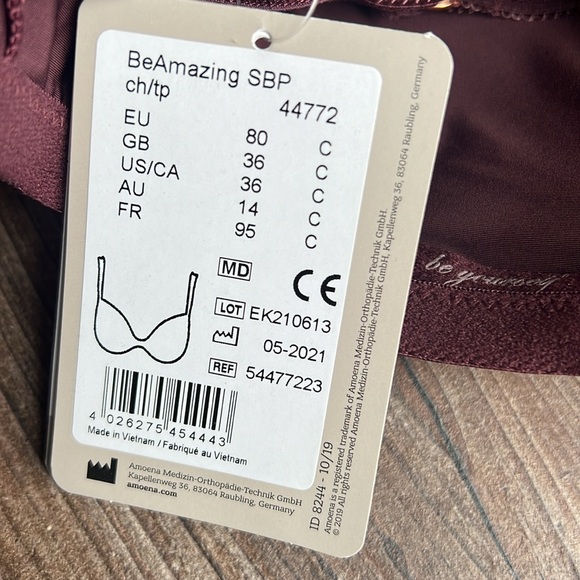 BeAmazing SBP
ch/tp 44772
EU 80 C
GB 36 C
US/CA 36 C
AU 14 C
FR 95 C
MD CE
LOT EK210613
05-2021
REF 54477223
4 026275 454443
Made in Vietnam / Fabriqué au Vietnam
Amoena Medizin-Orthopädie-Technik GmbH
Kapellenweg 36, 83064 Raubling, Germany
amoena.com
ID 8244 - 10/19
Amoena is a registered trademark of Amoena Medizin-Orthopädie-Technik GmbH.
© 2019 All rights reserved Amoena Medizin-Orthopädie-Technik GmbH, Kapellenweg 36, 83064 Raubling, Germany
be you